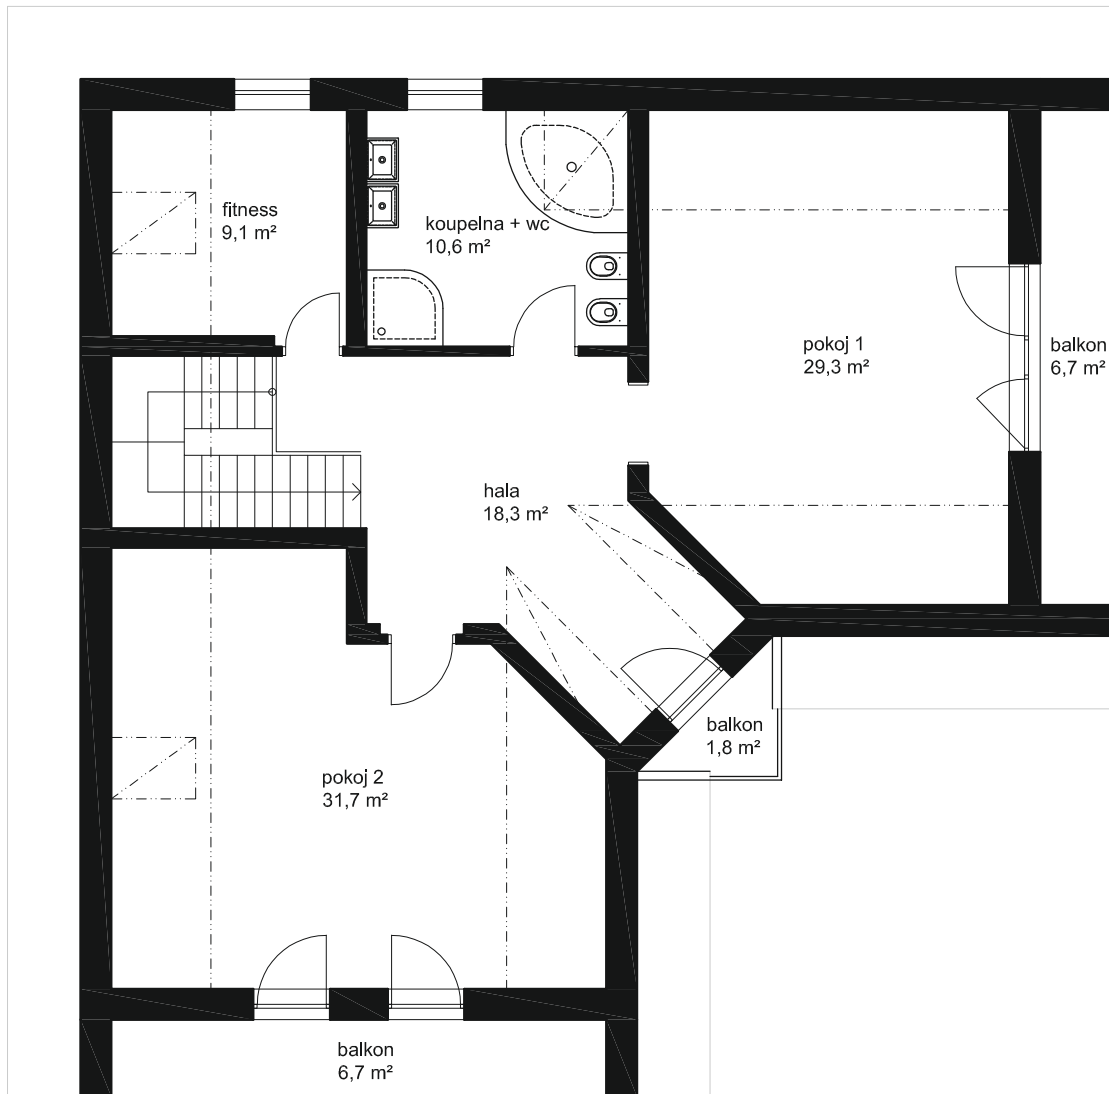 fitness
9,1 m²
koupelna + wc
10,6 m²
pokoj 1
29,3 m²
balkon
6,7 m²
hala
18,3 m²
balkon
1,8 m²
pokoj 2
31,7 m²
balkon
6,7 m²